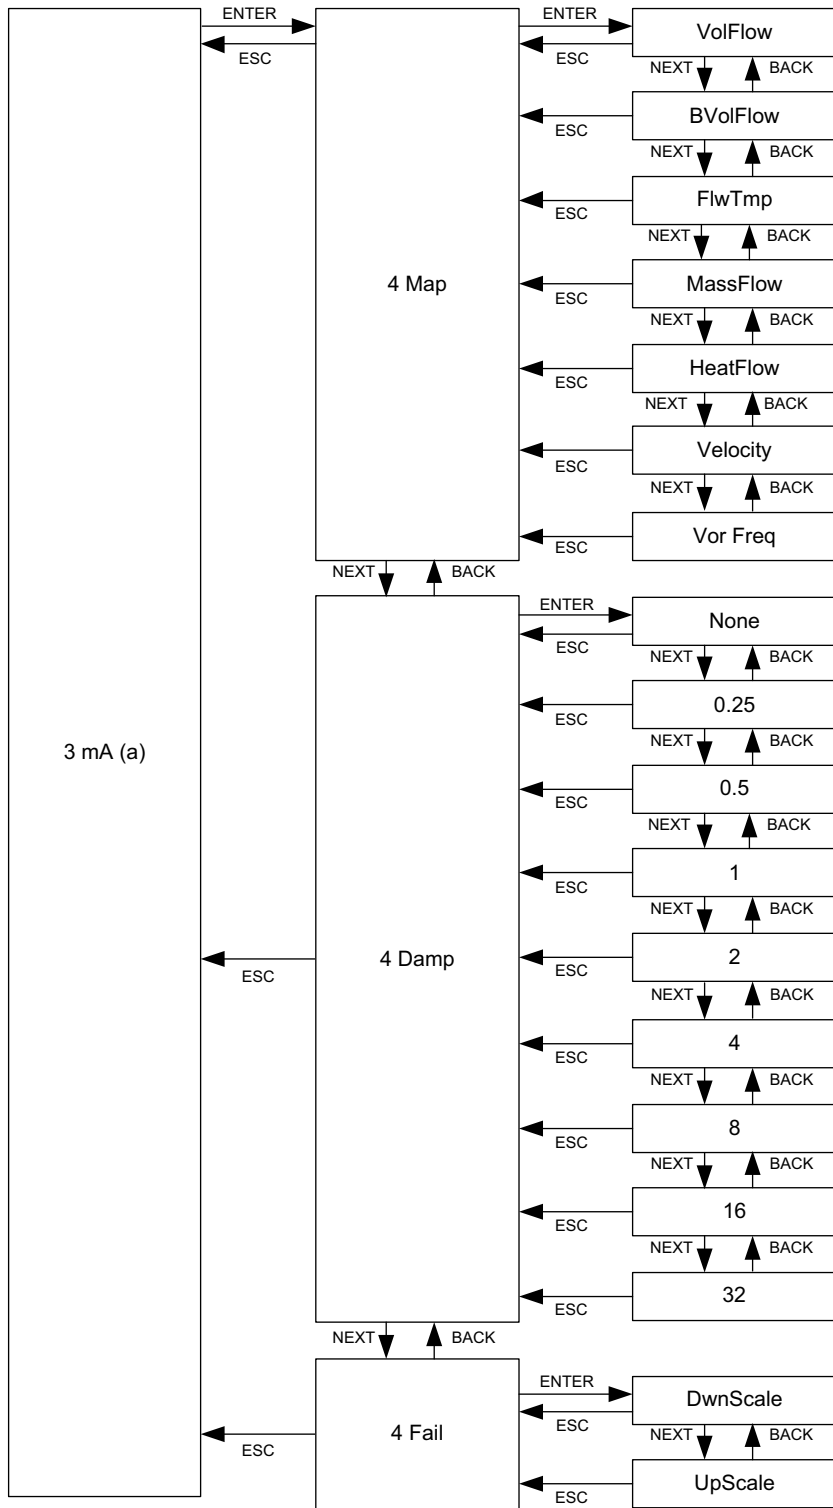 ENTER
ESC
ENTER
ESC
VolFlow
NEXT BACK
ESC
BVolFlow
NEXT BACK
ESC
FlwTmp
NEXT BACK
3 mA (a)
4 Map
ESC
MassFlow
NEXT BACK
ESC
HeatFlow
NEXT BACK
ESC
Velocity
NEXT BACK
ESC
Vor Freq
NEXT BACK
ENTER
ESC
None
NEXT BACK
ESC
0.25
NEXT BACK
ESC
0.5
NEXT BACK
ESC
1
NEXT BACK
ESC
4 Damp
ESC
2
NEXT BACK
ESC
4
NEXT BACK
ESC
8
NEXT BACK
ESC
16
NEXT BACK
ESC
32
NEXT BACK
ESC
4 Fail
ENTER
ESC
DwnScale
NEXT BACK
ESC
UpScale